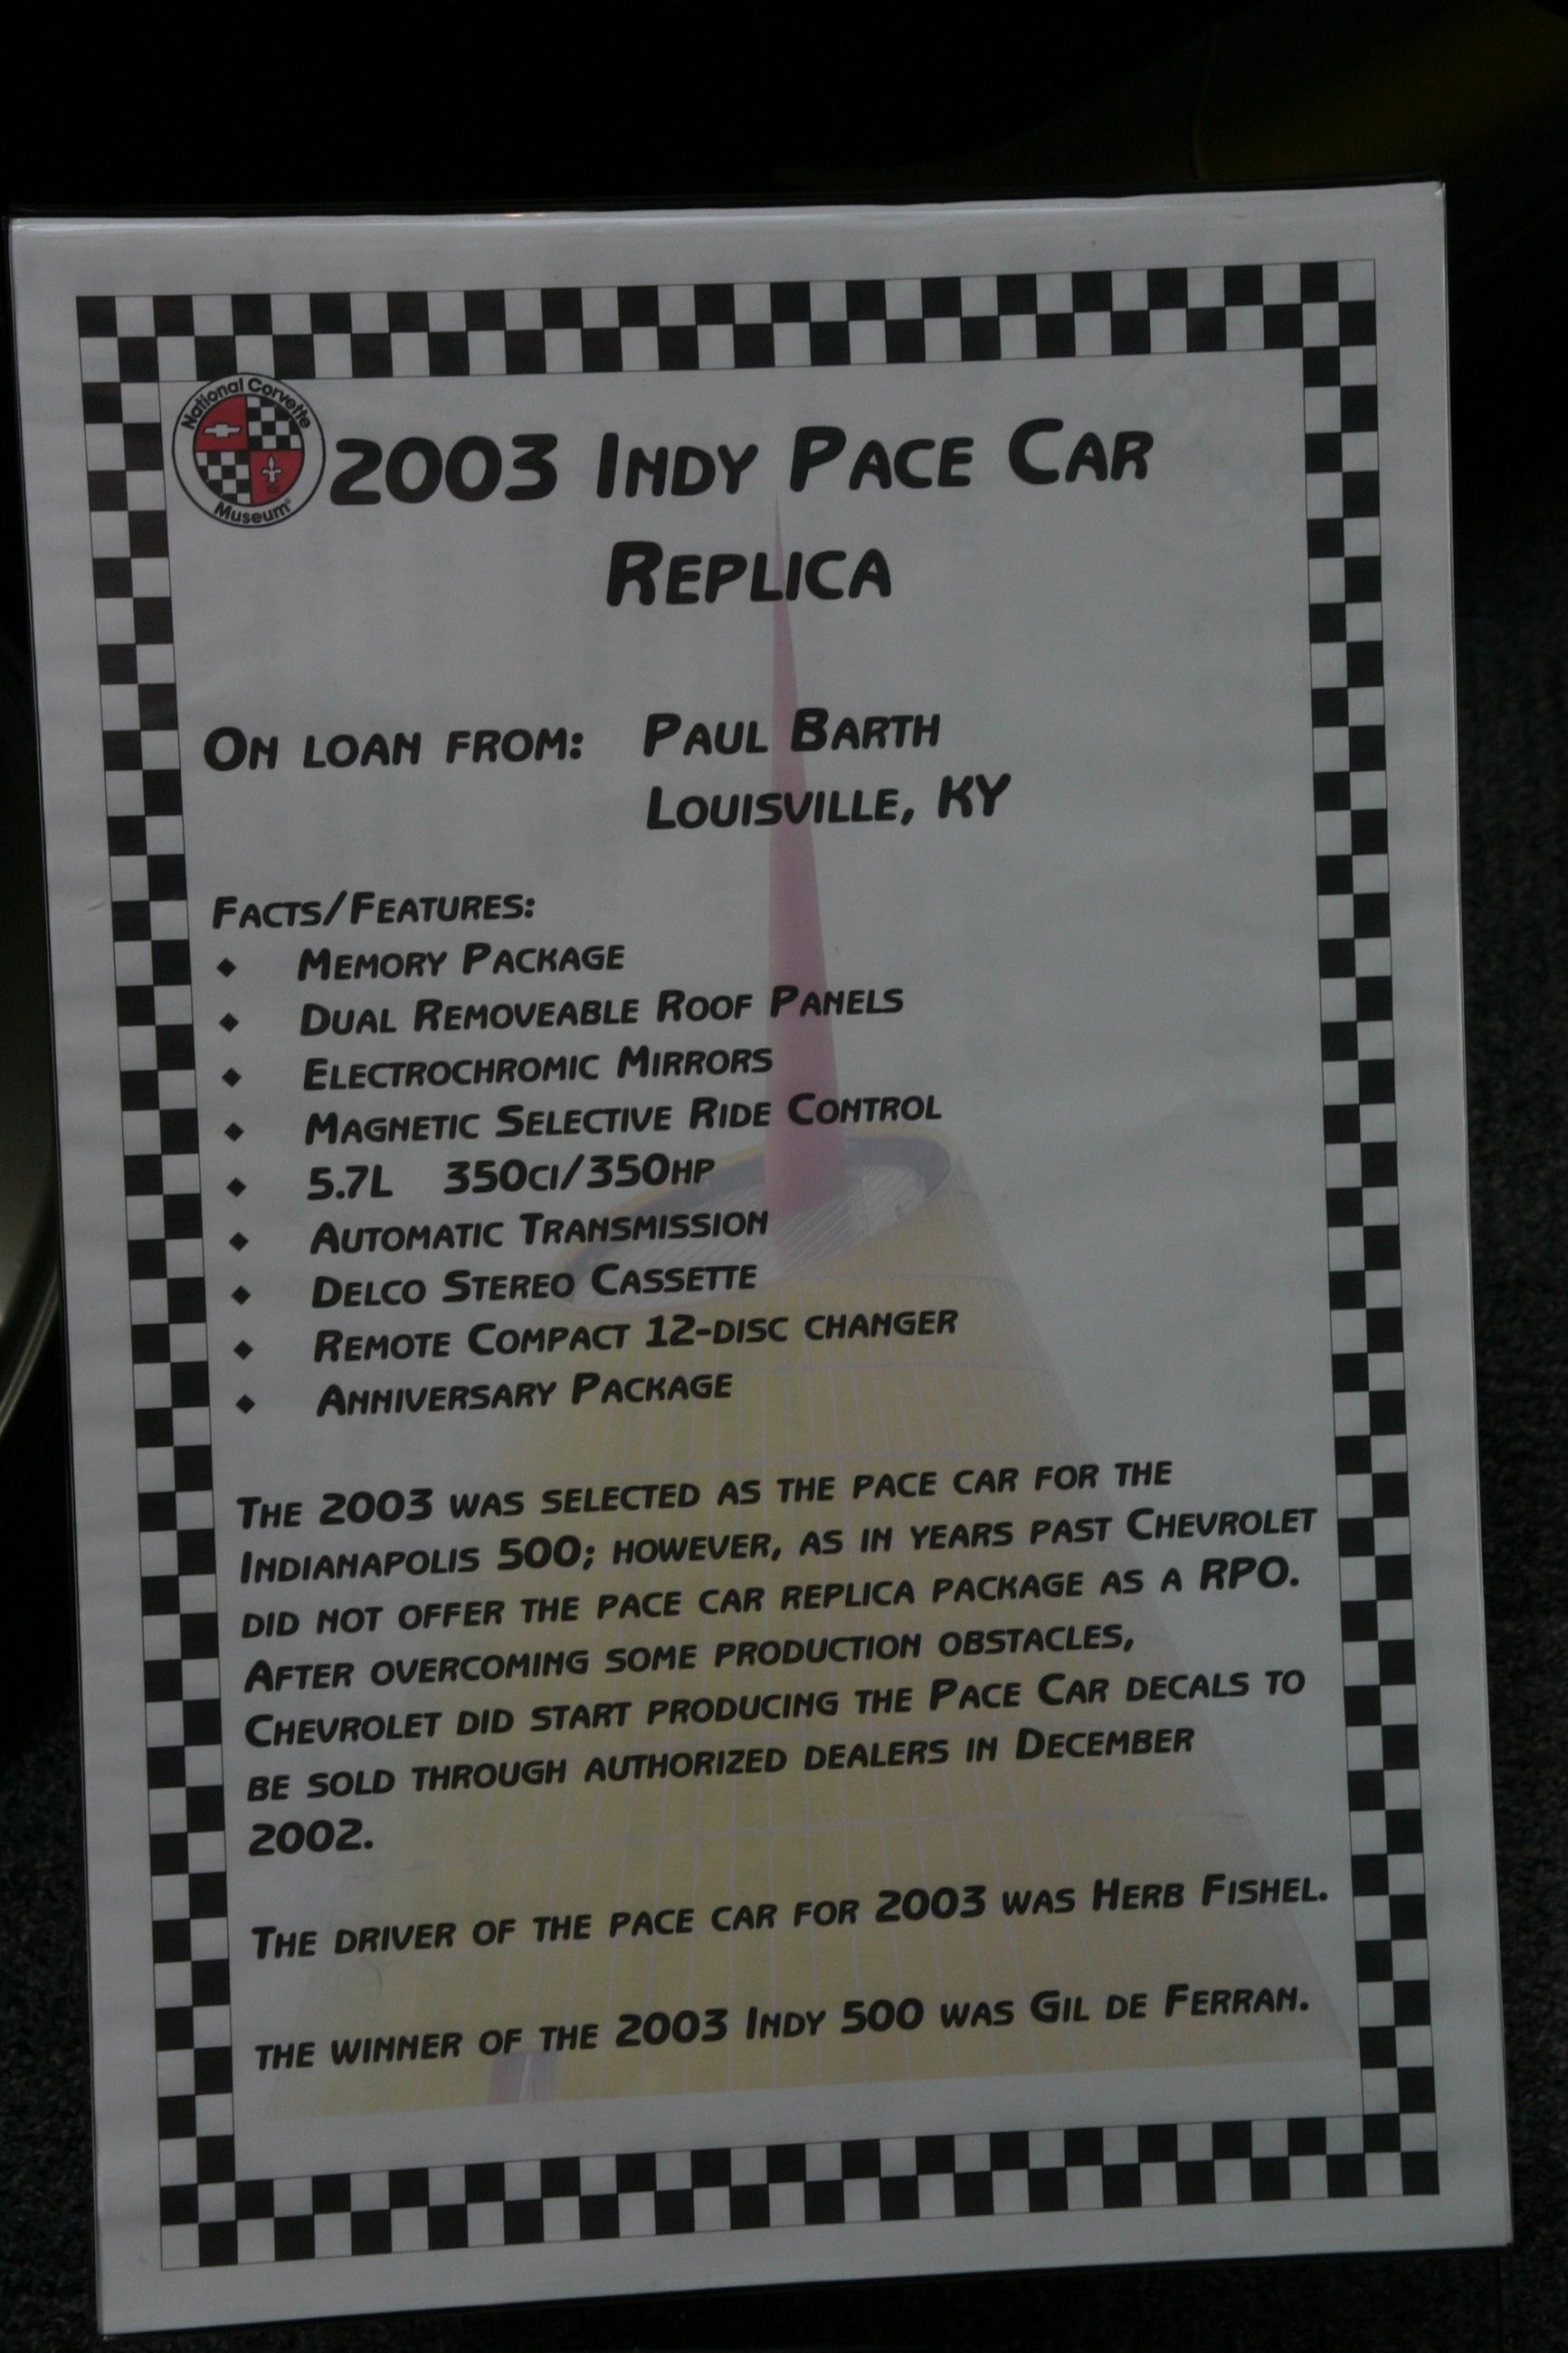 National Corvette
Museum
2003 INDY PACE CAR
REPLICA
ON LOAN FROM: PAUL BARTH
LOUISVILLE, KY
FACTS/FEATURES:
◆ MEMORY PACKAGE
◆ DUAL REMOVEABLE ROOF PANELS
◆ ELECTROCHROMIC MIRRORS
◆ MAGNETIC SELECTIVE RIDE CONTROL
◆ 5.7L 350CI/350HP
◆ AUTOMATIC TRANSMISSION
◆ DELCO STEREO CASSETTE
◆ REMOTE COMPACT 12-DISC CHANGER
◆ ANNIVERSARY PACKAGE
THE 2003 WAS SELECTED AS THE PACE CAR FOR THE
INDIANAPOLIS 500; HOWEVER, AS IN YEARS PAST CHEVROLET
DID NOT OFFER THE PACE CAR REPLICA PACKAGE AS A RPO.
AFTER OVERCOMING SOME PRODUCTION OBSTACLES,
CHEVROLET DID START PRODUCING THE PACE CAR DECALS TO
BE SOLD THROUGH AUTHORIZED DEALERS IN DECEMBER
2002.
THE DRIVER OF THE PACE CAR FOR 2003 WAS HERB FISHEL.
THE WINNER OF THE 2003 INDY 500 WAS GIL DE FERRAN.